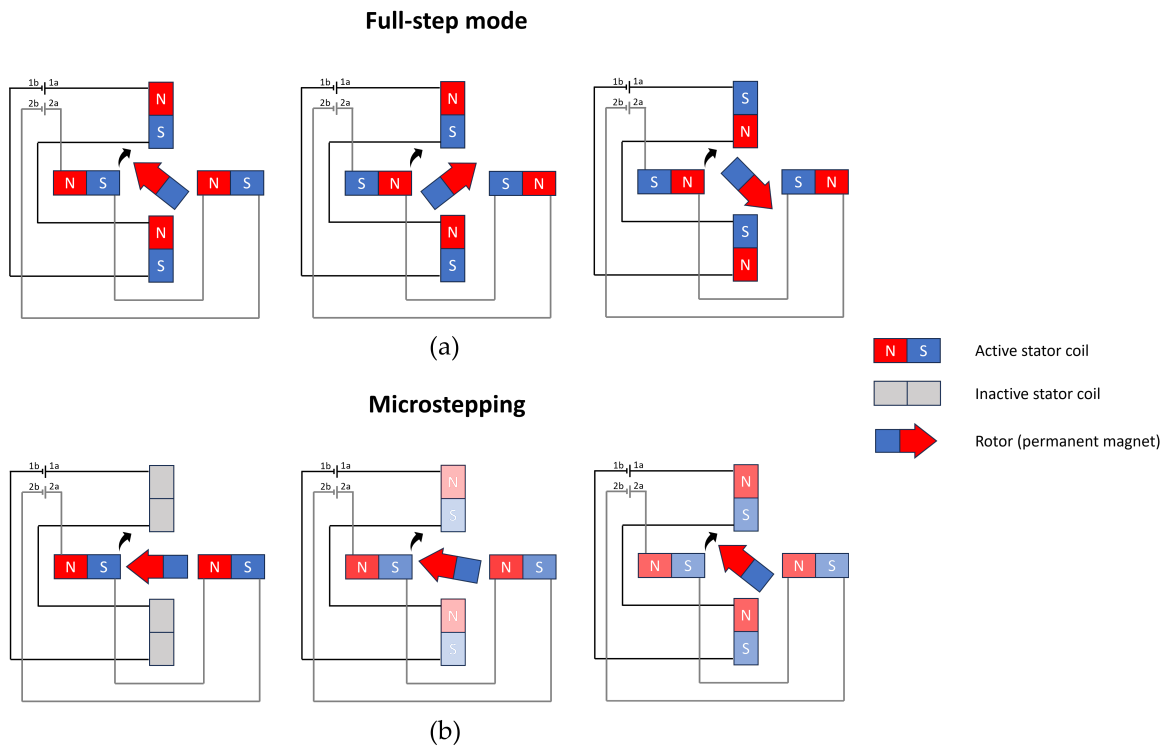 Full-step mode
1b 1a
2b 2a
N
S
N S
N S
N
S
1b 1a
2b 2a
N
S
S N
S N
N
S
1b 1a
2b 2a
S
N
S N
S N
S
N
(a)
N S Active stator coil
Inactive stator coil
Rotor (permanent magnet)
Microstepping
1b 1a
2b 2a
N S
N S
1b 1a
2b 2a
N
S
N S
N S
N
S
1b 1a
2b 2a
N
S
N S
N S
N
S
(b)